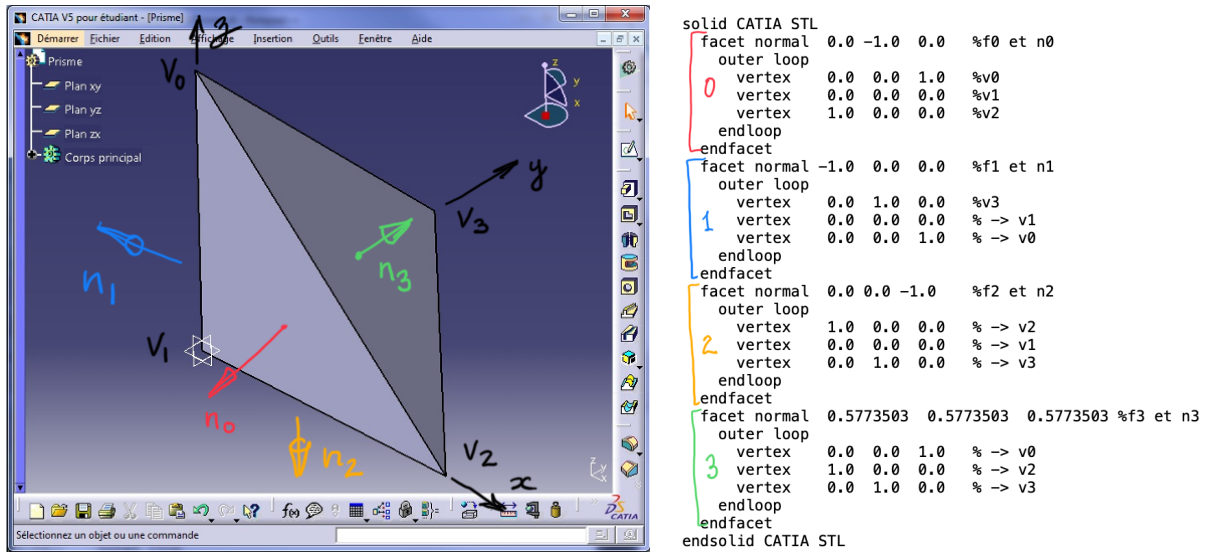 CATIA V5 pour étudiant - [Prisme]
Démarrer Fichier Edition Affichage Insertion Outils Fenêtre Aide
z
Prisme
V0
Plan xy
Plan yz
Plan zx
Corps principal
z
y
x
y
V3
n1
n3
V1
n0
n2
V2
x
z
y
x
f(x)
DS
CATIA
Sélectionnez un objet ou une commande
solid CATIA STL
facet normal 0.0 -1.0 0.0 %f0 et n0
outer loop
vertex 0.0 0.0 1.0 %v0
0 vertex 0.0 0.0 0.0 %v1
vertex 1.0 0.0 0.0 %v2
endloop
endfacet
facet normal -1.0 0.0 0.0 %f1 et n1
outer loop
vertex 0.0 1.0 0.0 %v3
1 vertex 0.0 0.0 0.0 % -> v1
vertex 0.0 0.0 1.0 % -> v0
endloop
endfacet
facet normal 0.0 0.0 -1.0 %f2 et n2
outer loop
vertex 1.0 0.0 0.0 % -> v2
2 vertex 0.0 0.0 0.0 % -> v1
vertex 0.0 1.0 0.0 % -> v3
endloop
endfacet
facet normal 0.5773503 0.5773503 0.5773503 %f3 et n3
outer loop
vertex 0.0 0.0 1.0 % -> v0
3 vertex 1.0 0.0 0.0 % -> v2
vertex 0.0 1.0 0.0 % -> v3
endloop
endfacet
endsolid CATIA STL